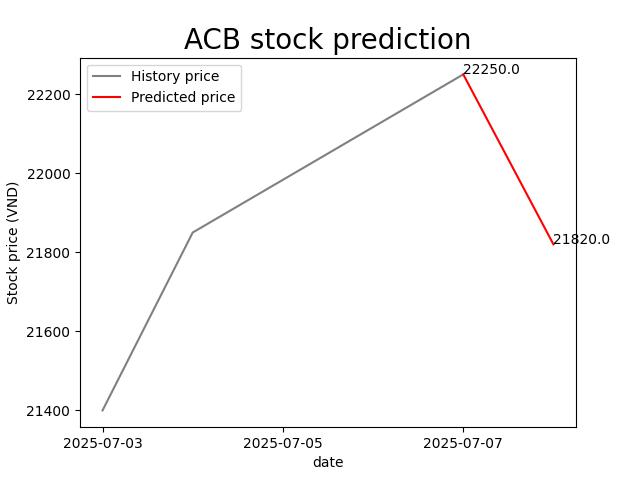 ACB stock prediction
History price
Predicted price
22250.0
21820.0
Stock price (VND)
22200
22000
21800
21600
21400
2025-07-03
2025-07-05
2025-07-07
date